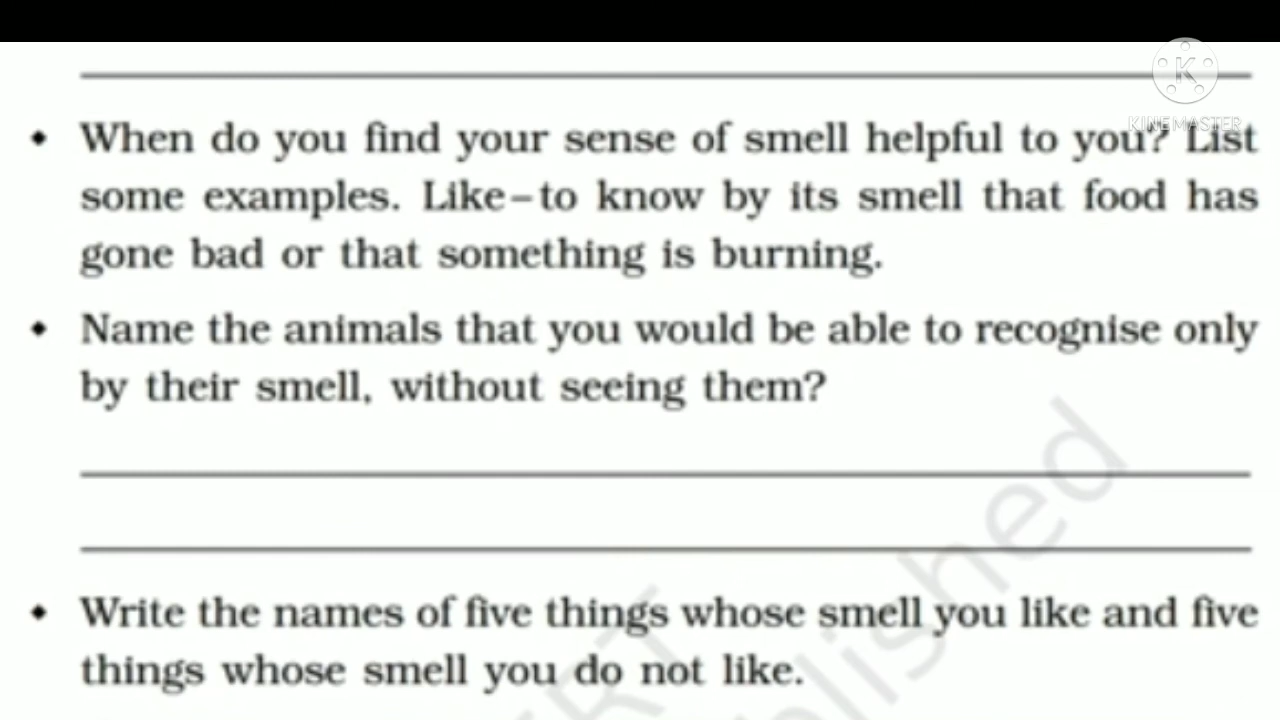 KINEMASTER
• When do you find your sense of smell helpful to you? List
some examples. Like–to know by its smell that food has
gone bad or that something is burning.
• Name the animals that you would be able to recognise only
by their smell, without seeing them?
• Write the names of five things whose smell you like and five
things whose smell you do not like.